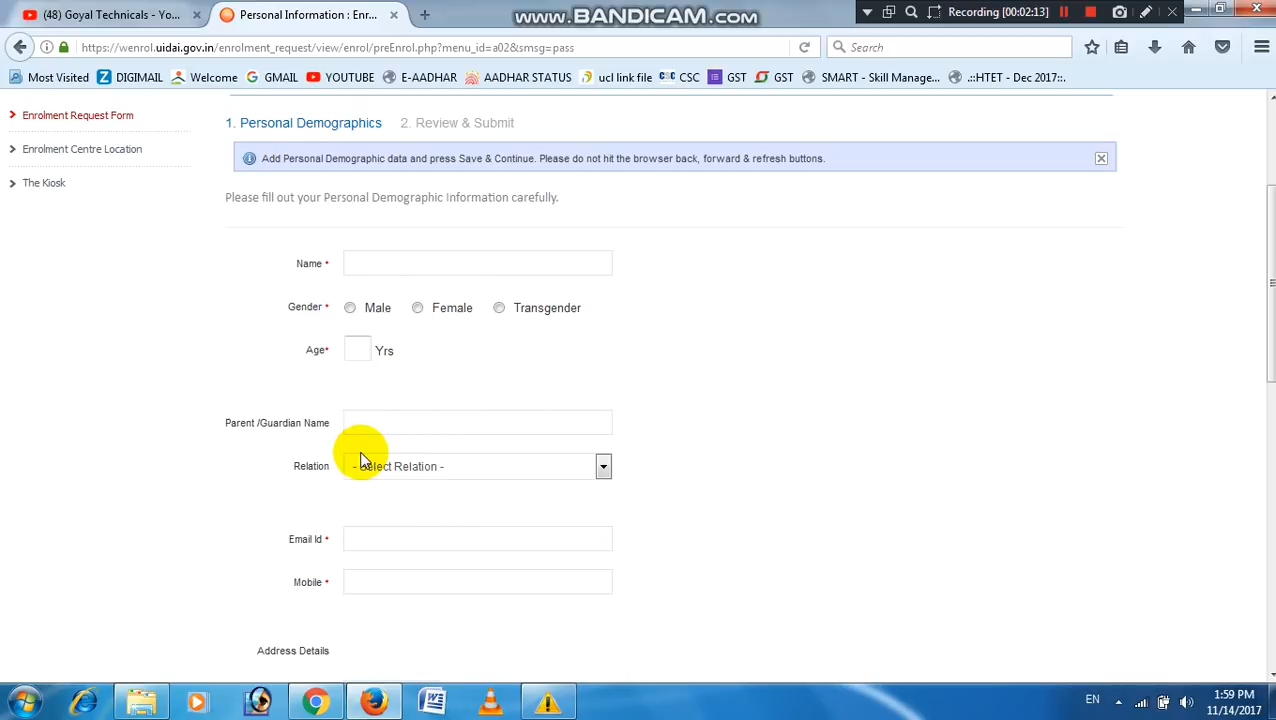 (48) Goyal Technicals - Yo...
Personal Information : Enr...
www.BANDICAM.com
Recording [00:02:13]
https://wenrol.uidai.gov.in/enrolment_request/view/enrol/preEnrol.php?menu_id=a02&smsg=pass
Search
Most Visited DIGIMAIL Welcome GMAIL YOUTUBE E-AADHAR AADHAR STATUS ucl link file CSC GST GST SMART - Skill Manage... .::HTET - Dec 2017::.
Enrolment Request Form
Enrolment Centre Location
The Kiosk
1. Personal Demographics 2. Review & Submit
Add Personal Demographic data and press Save & Continue. Please do not hit the browser back, forward & refresh buttons.
Please fill out your Personal Demographic Information carefully.
Name *
Gender * Male Female Transgender
Age* Yrs
Parent /Guardian Name
Relation - Select Relation -
Email Id *
Mobile *
Address Details
EN
1:59 PM
11/14/2017